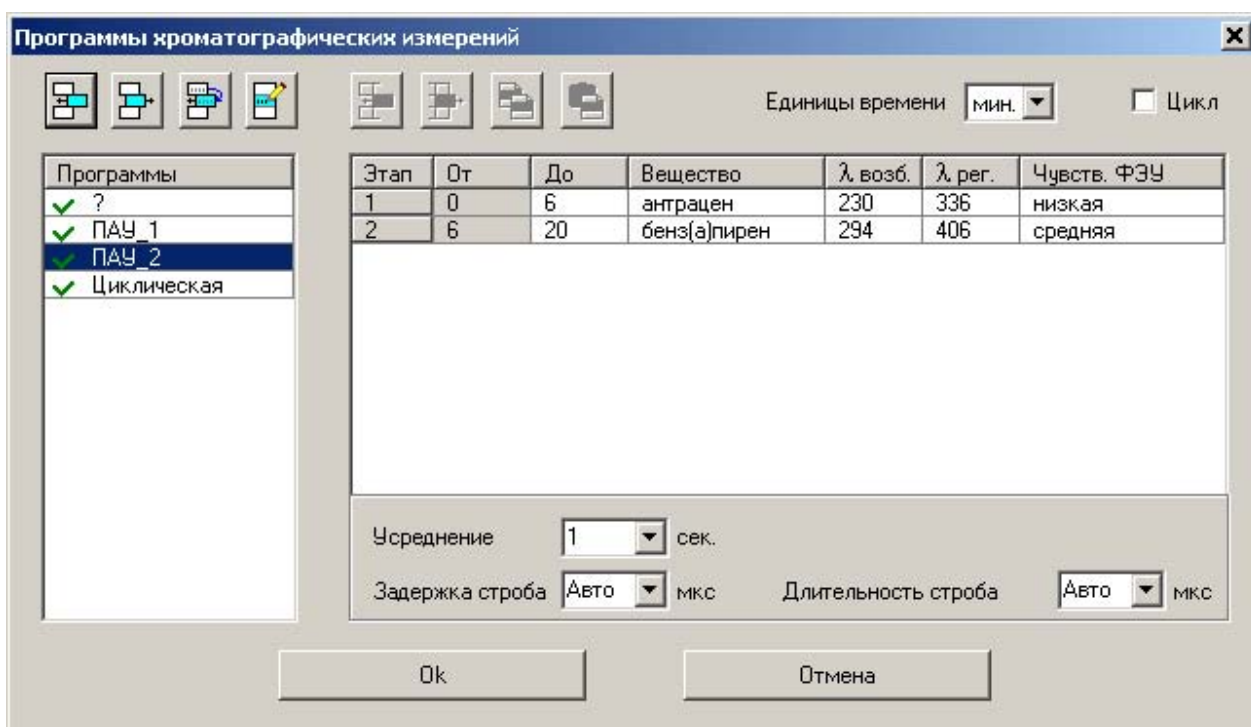 Программы хроматографических измерений
Единицы времени мин. Цикл
Программы
?
ПАУ_1
ПАУ_2
Циклическая
Этап От До Вещество λ возб. λ рег. Чувств. ФЭУ
1 0 6 антрацен 230 336 низкая
2 6 20 бенз(а)пирен 294 406 средняя
Усреднение 1 сек.
Задержка строба Авто мкс Длительность строба Авто мкс
Ok Отмена